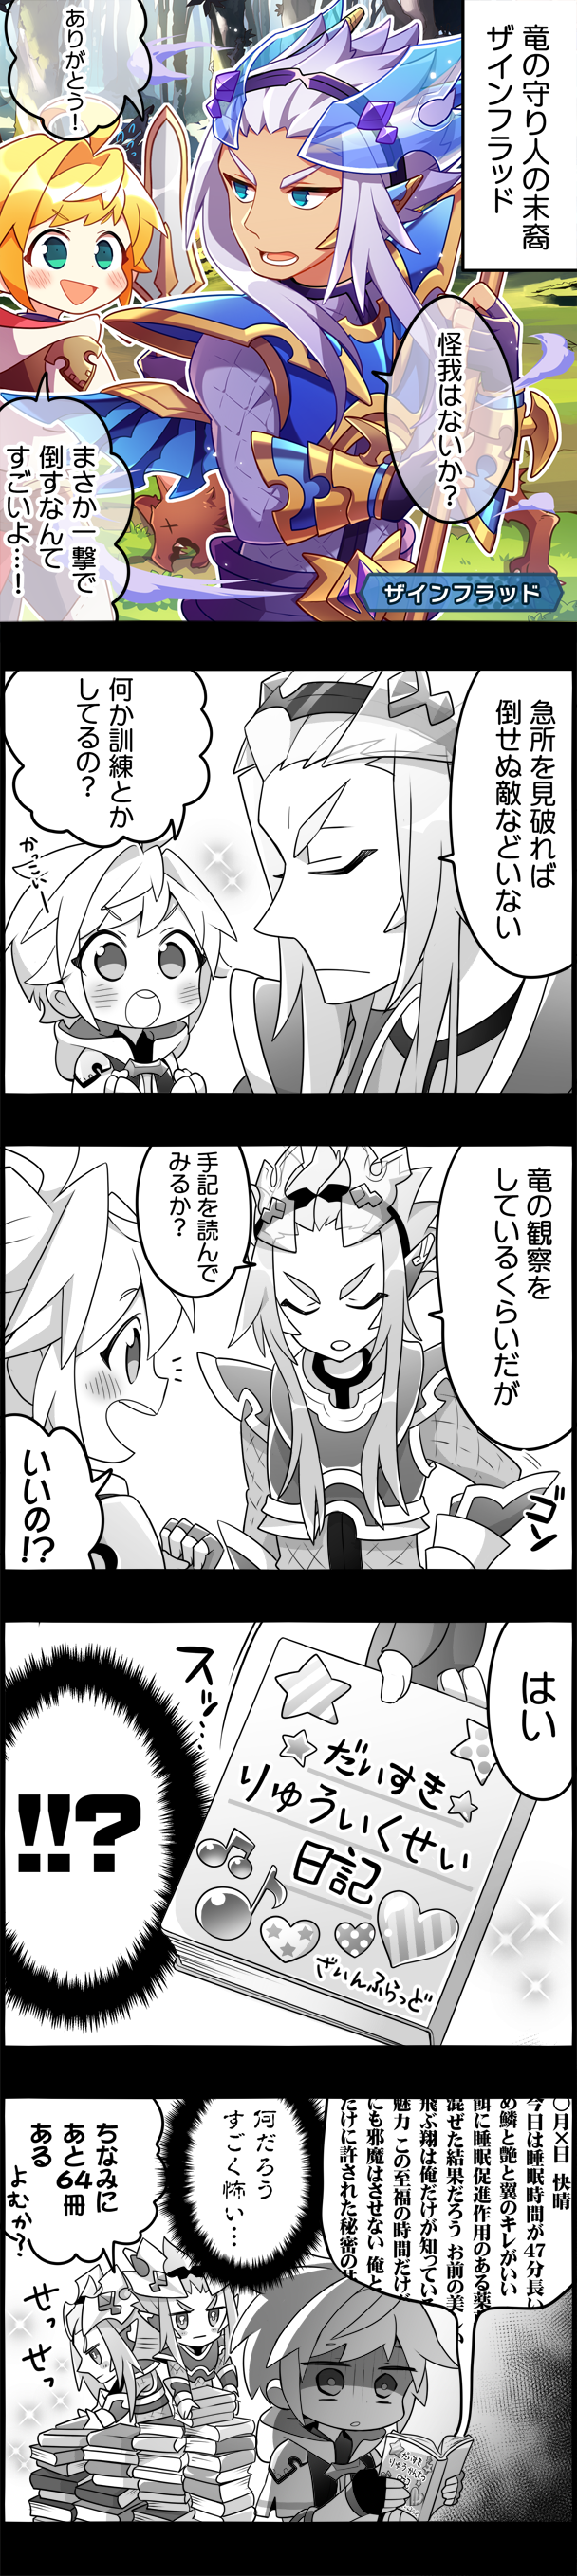 竜の守り人の末裔
ザインフラッド
ありがとう!
怪我はないか?
まさか一撃で
倒すなんて
すごいよ…!
ザインフラッド
急所を見破れば
倒せぬ敵などいない
何か訓練とか
してるの?
かっこいー
竜の観察を
しているくらいだが
手記を読んで
みるか?
ゴソ
いいの!?
はい
スッ…
だいすき
りゅういくせい
日記
ざいんふらっど
!!?
〇月×日 快晴
今日は睡眠時間が47分長い
め鱗と艶と翼のキレがいい
餌に睡眠促進作用のある薬
混ぜた結果だろう お前の美し
飛ぶ翔は俺だけが知ってい
魅力 この至福の時間だけ
にも邪魔はさせない 俺と
だけに許された秘密の
何だろう
すごく怖い…
ちなみに
あと64冊
ある
よむか?
せっ
せっ
だいすき